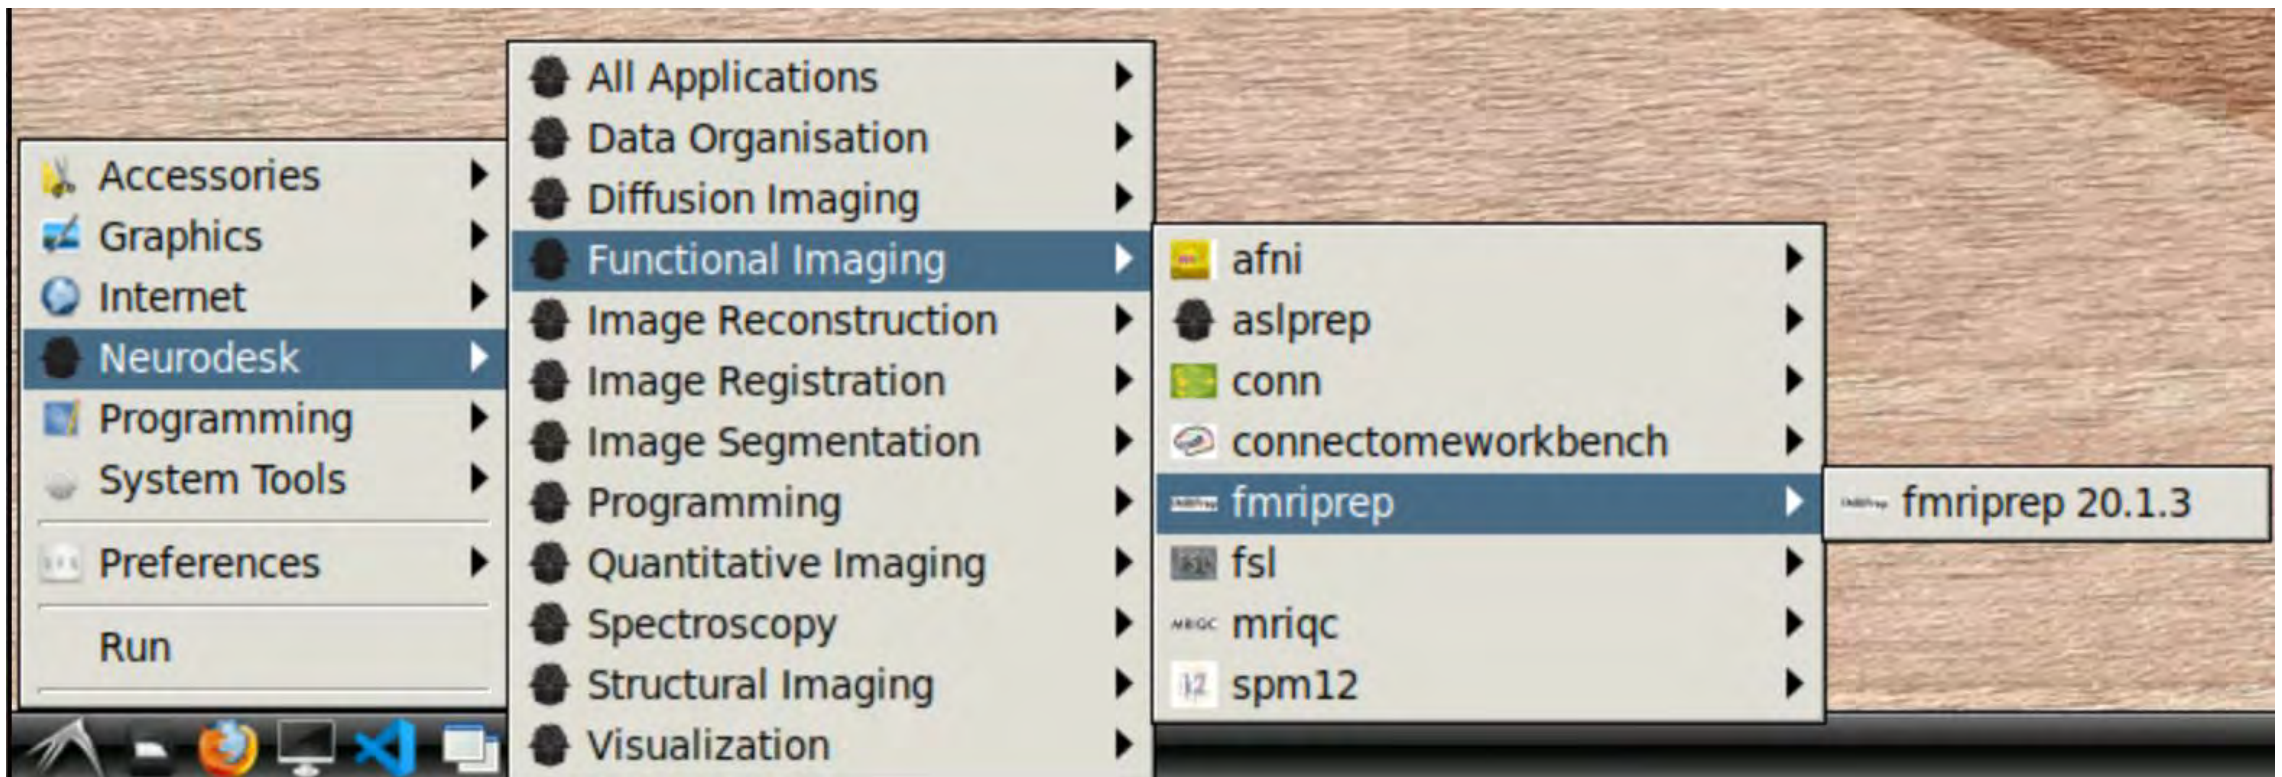 Accessories
Graphics
Internet
Neurodesk
Programming
System Tools
Preferences
Run
All Applications
Data Organisation
Diffusion Imaging
Functional Imaging
Image Reconstruction
Image Registration
Image Segmentation
Programming
Quantitative Imaging
Spectroscopy
Structural Imaging
Visualization
afni
aslprep
conn
connectomeworkbench
fmriprep
fsl
MRIQC mriqc
12 spm12
fmriprep 20.1.3